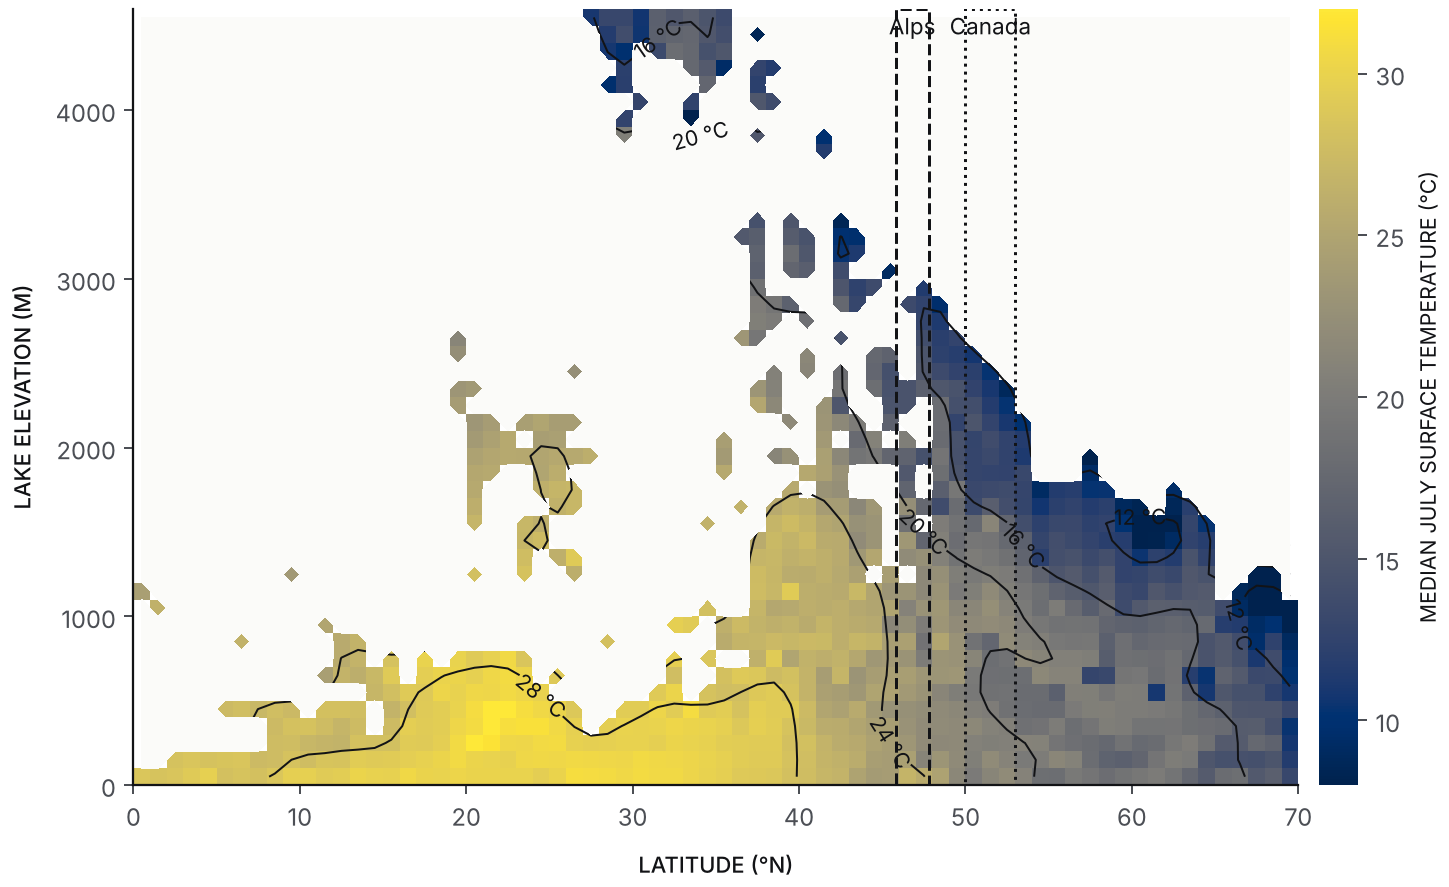 Alps
Canada
16 °C
20 °C
12 °C
20 °C
16 °C
12 °C
28 °C
24 °C
4000
3000
2000
1000
0
0 10 20 30 40 50 60 70
LATITUDE (°N)
LAKE ELEVATION (M)
30
25
20
15
10
MEDIAN JULY SURFACE TEMPERATURE (°C)